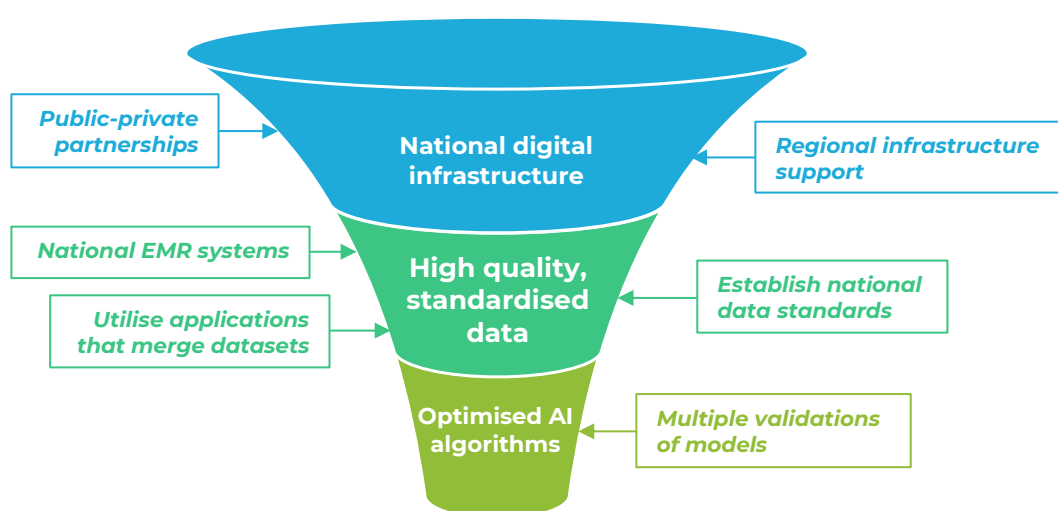 Public-private
partnerships
National digital
infrastructure
Regional infrastructure
support
National EMR systems
High quality,
standardised
data
Establish national
data standards
Utilise applications
that merge datasets
Optimised AI
algorithms
Multiple validations
of models